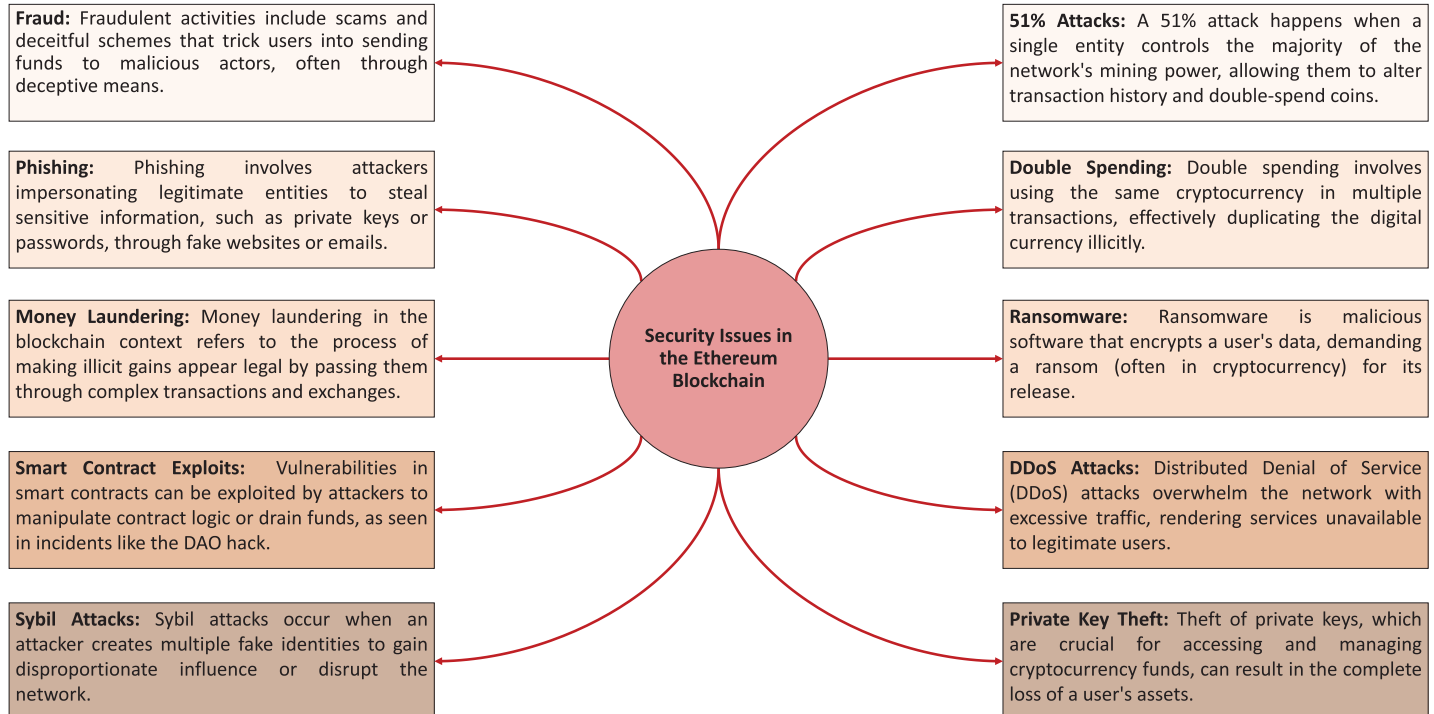 Fraud: Fraudulent activities include scams and
deceitful schemes that trick users into sending
funds to malicious actors, often through
deceptive means.
Phishing: Phishing involves attackers
impersonating legitimate entities to steal
sensitive information, such as private keys or
passwords, through fake websites or emails.
Money Laundering: Money laundering in the
blockchain context refers to the process of
making illicit gains appear legal by passing them
through complex transactions and exchanges.
Smart Contract Exploits: Vulnerabilities in
smart contracts can be exploited by attackers to
manipulate contract logic or drain funds, as seen
in incidents like the DAO hack.
Sybil Attacks: Sybil attacks occur when an
attacker creates multiple fake identities to gain
disproportionate influence or disrupt the
network.
Security Issues in
the Ethereum
Blockchain
51% Attacks: A 51% attack happens when a
single entity controls the majority of the
network's mining power, allowing them to alter
transaction history and double-spend coins.
Double Spending: Double spending involves
using the same cryptocurrency in multiple
transactions, effectively duplicating the digital
currency illicitly.
Ransomware: Ransomware is malicious
software that encrypts a user's data, demanding
a ransom (often in cryptocurrency) for its
release.
DDoS Attacks: Distributed Denial of Service
(DDoS) attacks overwhelm the network with
excessive traffic, rendering services unavailable
to legitimate users.
Private Key Theft: Theft of private keys, which
are crucial for accessing and managing
cryptocurrency funds, can result in the complete
loss of a user's assets.